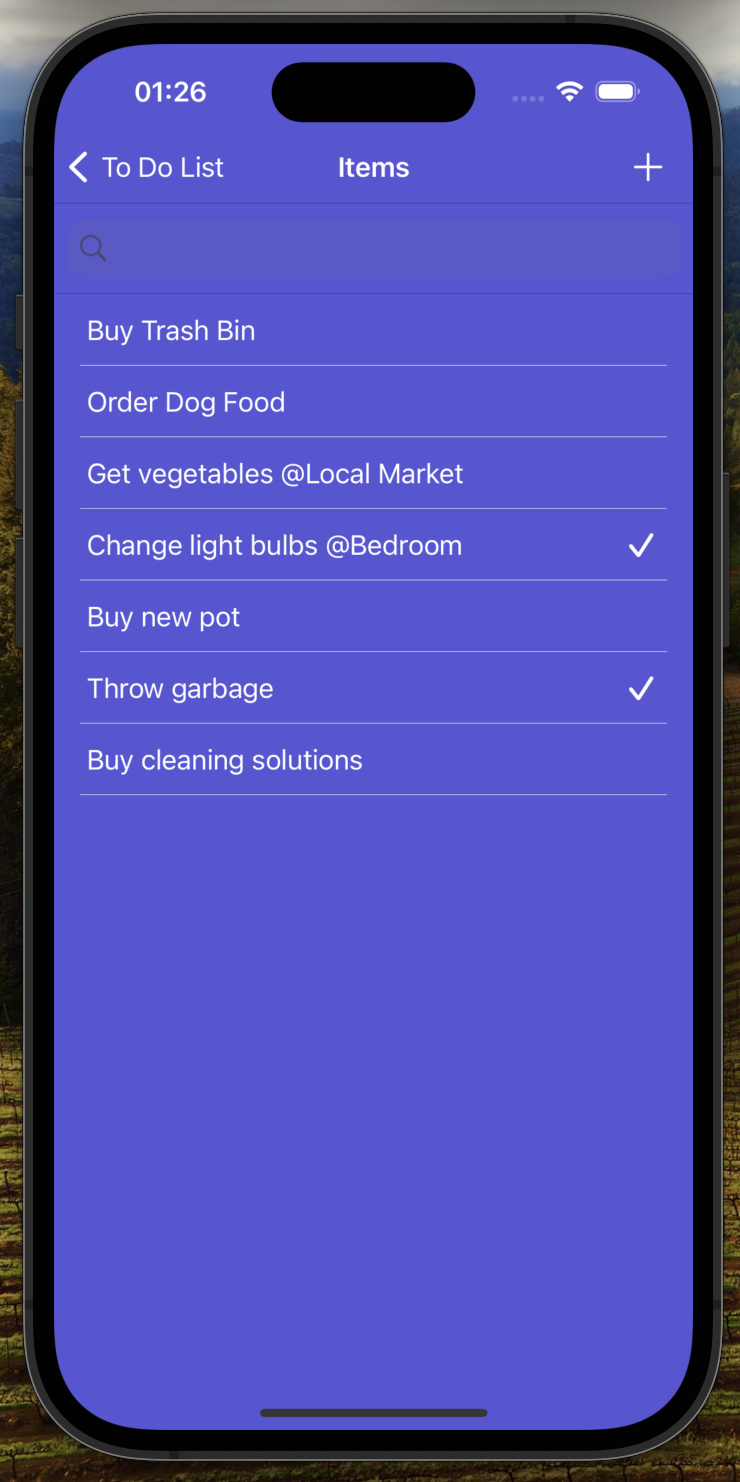 01:26
To Do List Items
Buy Trash Bin
Order Dog Food
Get vegetables @Local Market
Change light bulbs @Bedroom
Buy new pot
Throw garbage
Buy cleaning solutions